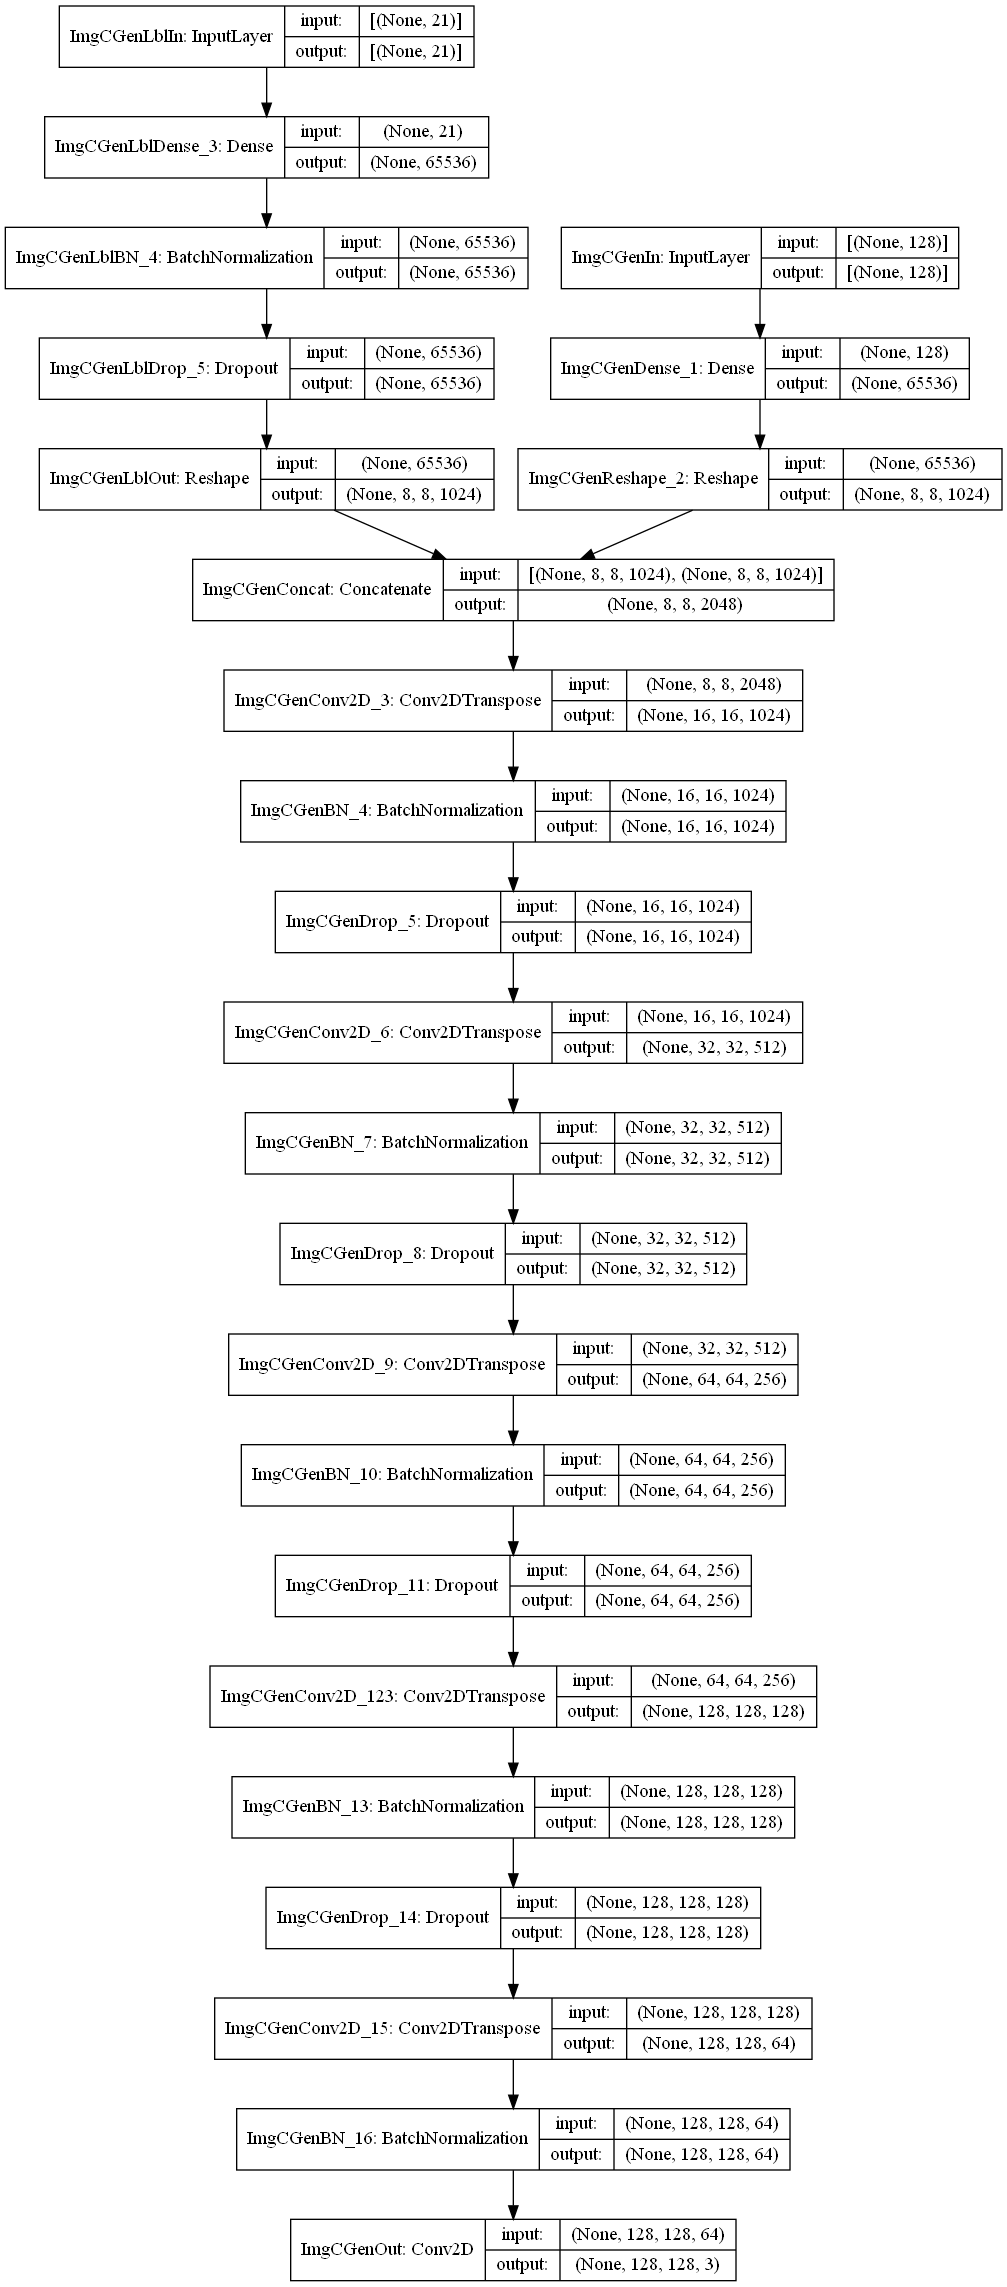 ImgCGenLblIn: InputLayer
input: [(None, 21)]
output: [(None, 21)]
ImgCGenLblDense_3: Dense
input: (None, 21)
output: (None, 65536)
ImgCGenLblBN_4: BatchNormalization
input: (None, 65536)
output: (None, 65536)
ImgCGenIn: InputLayer
input: [(None, 128)]
output: [(None, 128)]
ImgCGenLblDrop_5: Dropout
input: (None, 65536)
output: (None, 65536)
ImgCGenDense_1: Dense
input: (None, 128)
output: (None, 65536)
ImgCGenLblOut: Reshape
input: (None, 65536)
output: (None, 8, 8, 1024)
ImgCGenReshape_2: Reshape
input: (None, 65536)
output: (None, 8, 8, 1024)
ImgCGenConcat: Concatenate
input: [(None, 8, 8, 1024), (None, 8, 8, 1024)]
output: (None, 8, 8, 2048)
ImgCGenConv2D_3: Conv2DTranspose
input: (None, 8, 8, 2048)
output: (None, 16, 16, 1024)
ImgCGenBN_4: BatchNormalization
input: (None, 16, 16, 1024)
output: (None, 16, 16, 1024)
ImgCGenDrop_5: Dropout
input: (None, 16, 16, 1024)
output: (None, 16, 16, 1024)
ImgCGenConv2D_6: Conv2DTranspose
input: (None, 16, 16, 1024)
output: (None, 32, 32, 512)
ImgCGenBN_7: BatchNormalization
input: (None, 32, 32, 512)
output: (None, 32, 32, 512)
ImgCGenDrop_8: Dropout
input: (None, 32, 32, 512)
output: (None, 32, 32, 512)
ImgCGenConv2D_9: Conv2DTranspose
input: (None, 32, 32, 512)
output: (None, 64, 64, 256)
ImgCGenBN_10: BatchNormalization
input: (None, 64, 64, 256)
output: (None, 64, 64, 256)
ImgCGenDrop_11: Dropout
input: (None, 64, 64, 256)
output: (None, 64, 64, 256)
ImgCGenConv2D_123: Conv2DTranspose
input: (None, 64, 64, 256)
output: (None, 128, 128, 128)
ImgCGenBN_13: BatchNormalization
input: (None, 128, 128, 128)
output: (None, 128, 128, 128)
ImgCGenDrop_14: Dropout
input: (None, 128, 128, 128)
output: (None, 128, 128, 128)
ImgCGenConv2D_15: Conv2DTranspose
input: (None, 128, 128, 128)
output: (None, 128, 128, 64)
ImgCGenBN_16: BatchNormalization
input: (None, 128, 128, 64)
output: (None, 128, 128, 64)
ImgCGenOut: Conv2D
input: (None, 128, 128, 64)
output: (None, 128, 128, 3)